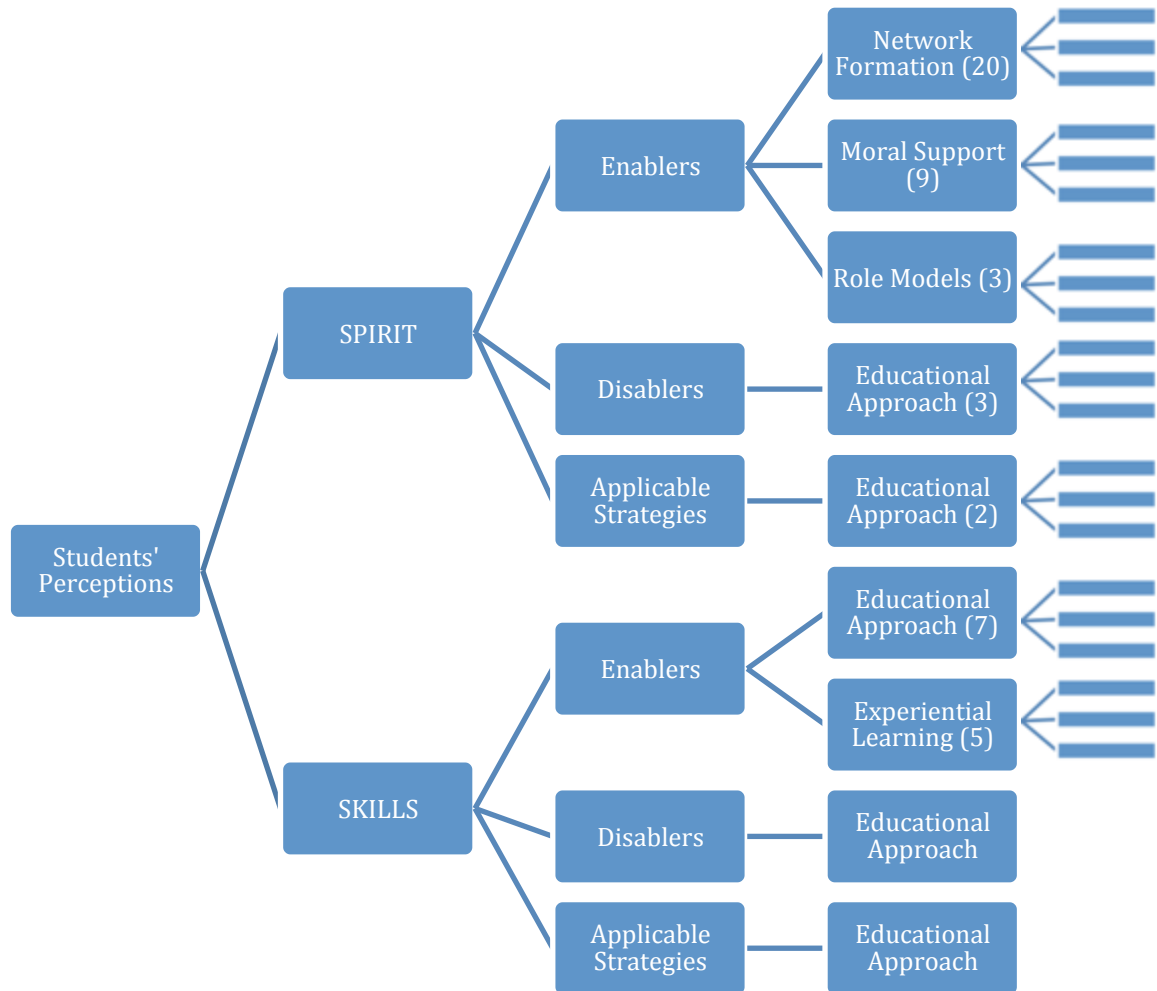 Students'
Perceptions
SPIRIT
Enablers
Network
Formation (20)
Moral Support
(9)
Role Models (3)
Disablers
Educational
Approach (3)
Applicable
Strategies
Educational
Approach (2)
SKILLS
Enablers
Educational
Approach (7)
Experiential
Learning (5)
Disablers
Educational
Approach
Applicable
Strategies
Educational
Approach